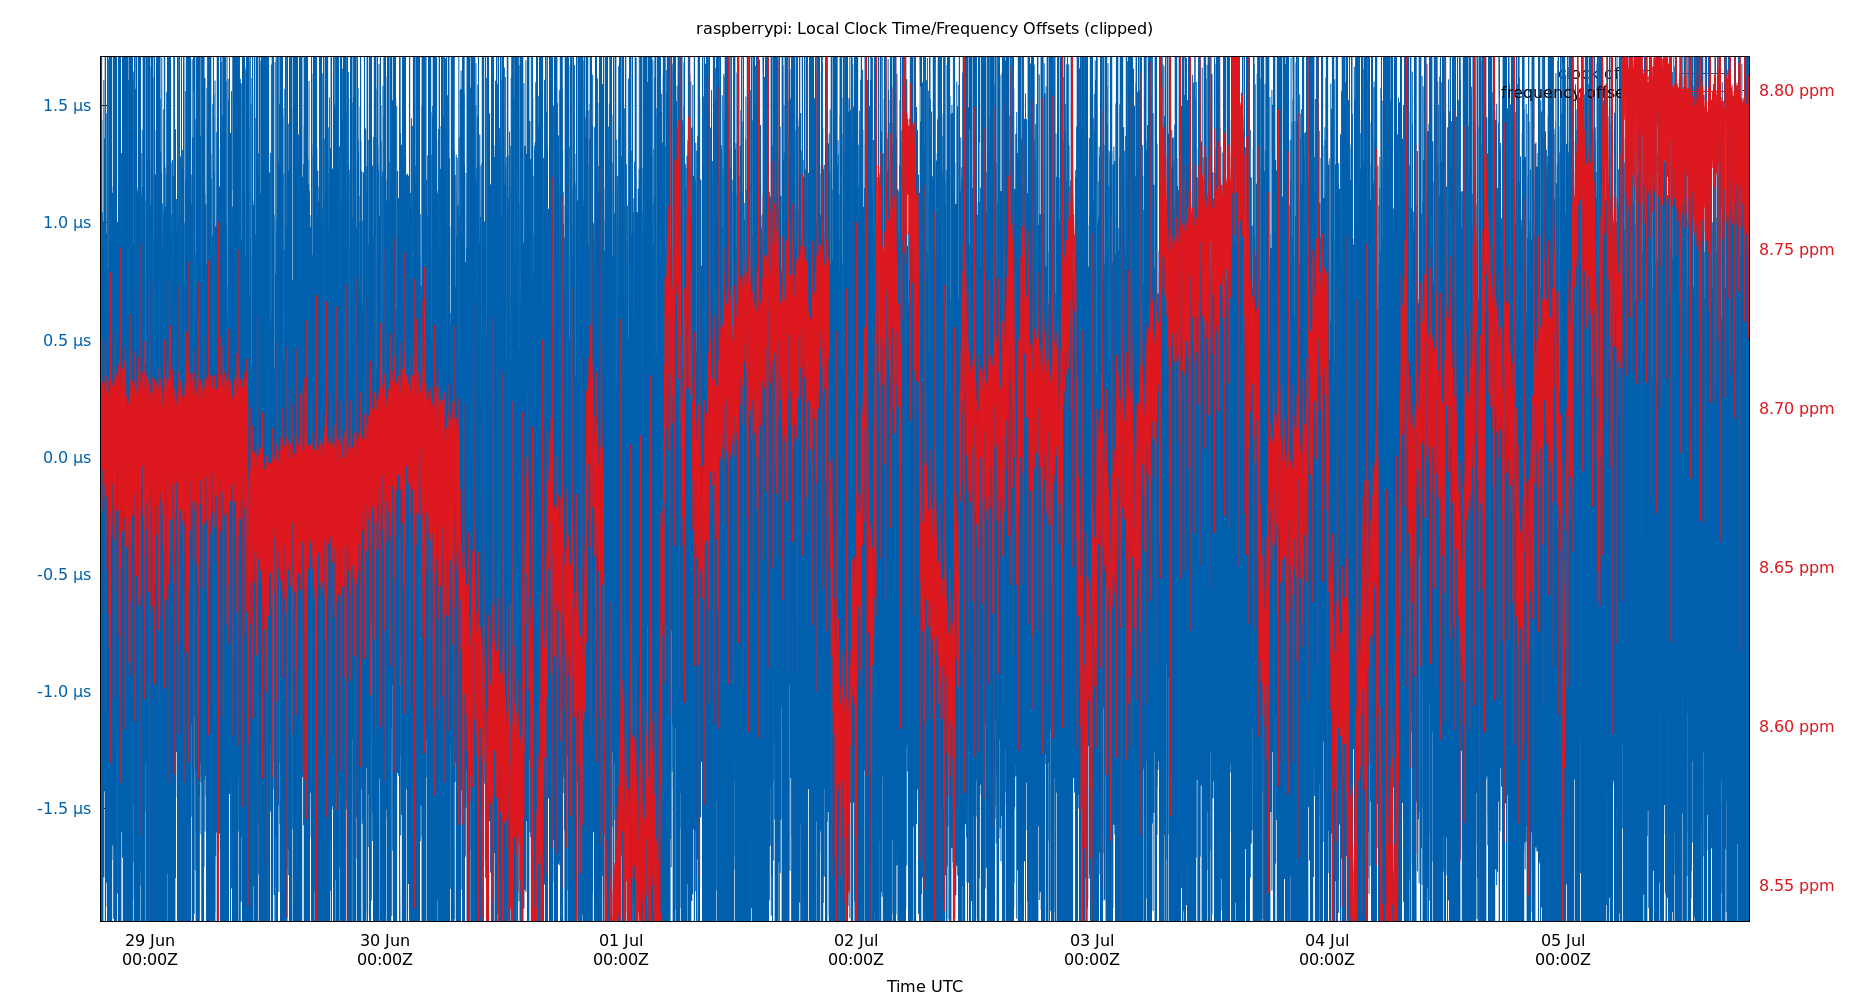 raspberrypi: Local Clock Time/Frequency Offsets (clipped)
clock of
frequency offse
1.5 µs
1.0 µs
0.5 µs
0.0 µs
-0.5 µs
-1.0 µs
-1.5 µs
8.80 ppm
8.75 ppm
8.70 ppm
8.65 ppm
8.60 ppm
8.55 ppm
29 Jun
00:00Z
30 Jun
00:00Z
01 Jul
00:00Z
02 Jul
00:00Z
03 Jul
00:00Z
04 Jul
00:00Z
05 Jul
00:00Z
Time UTC